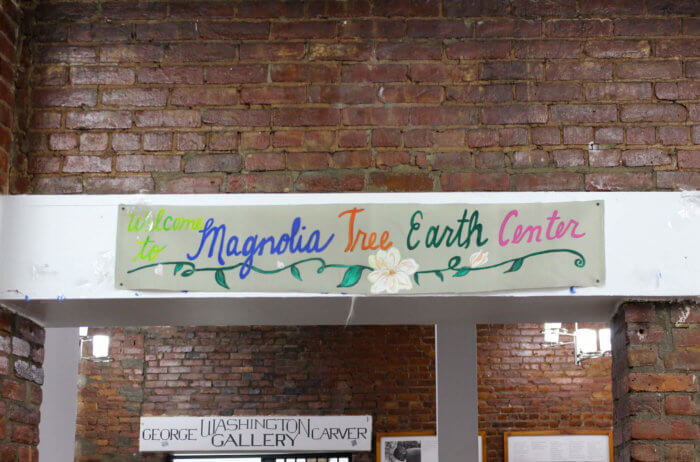 Welcome to Magnolia Tree Earth Center
GEORGE WASHINGTON CARVER
GALLERY